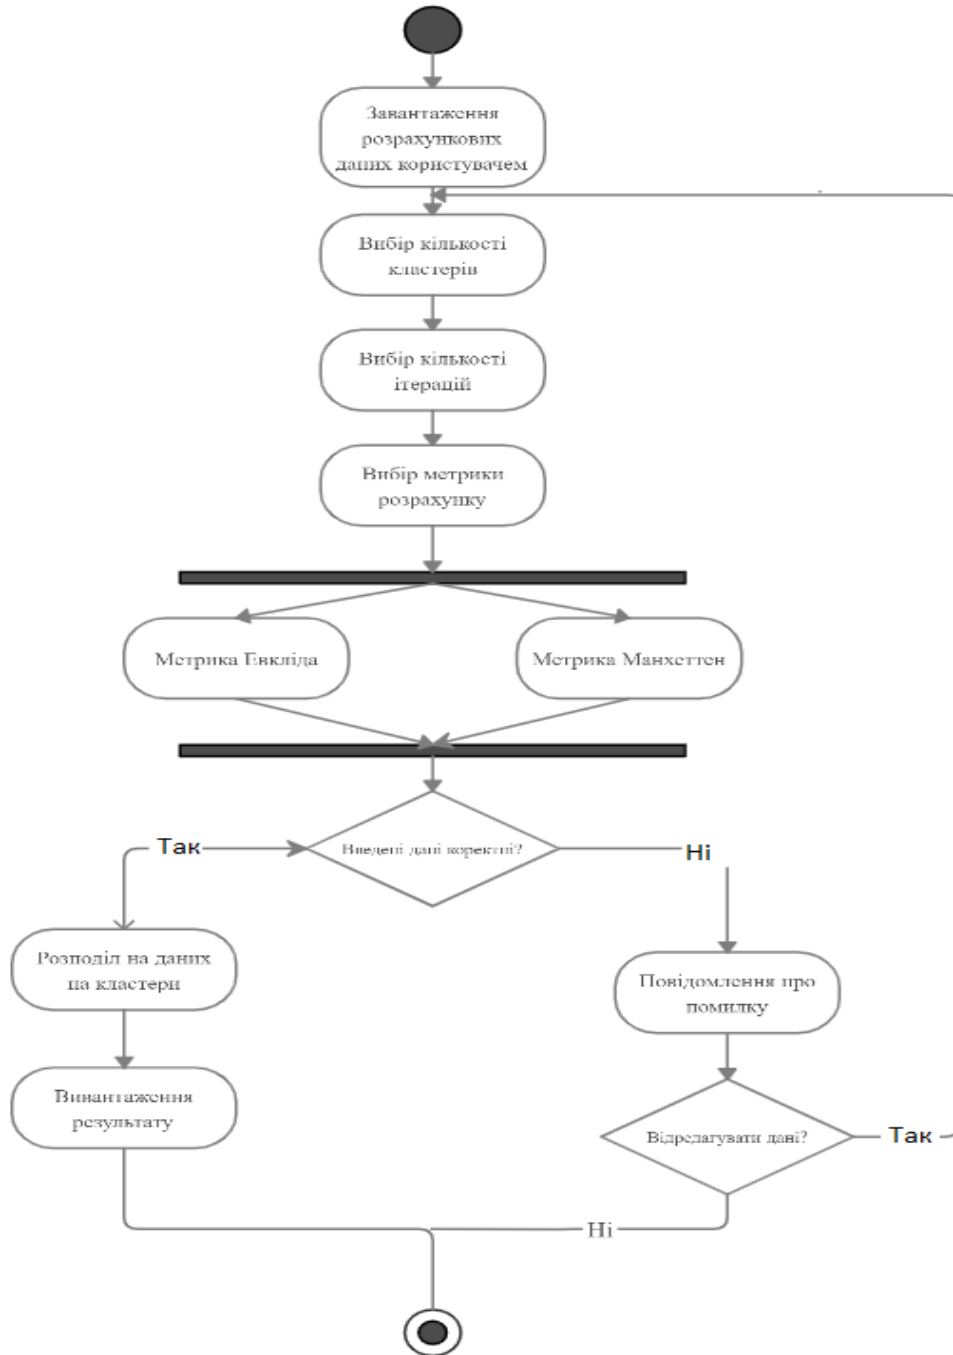 Завантаження
розрахункових
даних користувачем
Вибір кількості
кластерів
Вибір кількості
ітерацій
Вибір метрики
розрахунку
Метрика Евкліда
Метрика Манхеттен
Введені дані коректні?
Так
Ні
Розподіл на даних
на кластери
Повідомлення про
помилку
Вивантаження
результату
Відредагувати дані?
Так
Ні